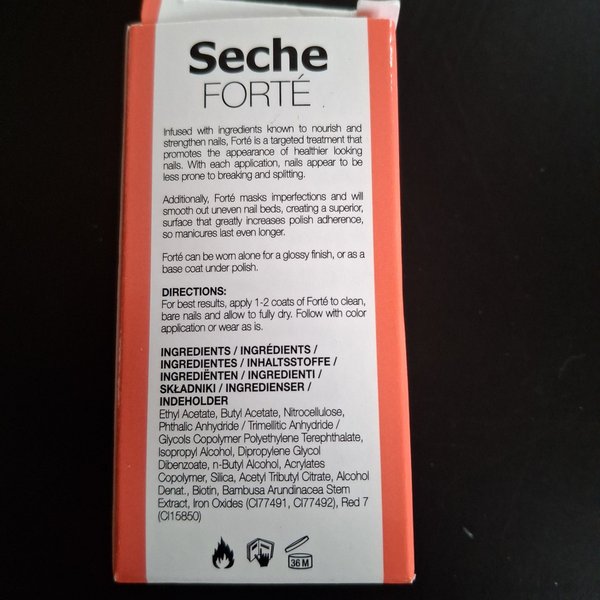 Seche
FORTÉ
Infused with ingredients known to nourish and
strengthen nails, Forté is a targeted treatment that
promotes the appearance of healthier looking
nails. With each application, nails appear to be
less prone to breaking and splitting.
Additionally, Forté masks imperfections and will
smooth out uneven nail beds, creating a superior,
surface that greatly increases polish adherence,
so manicures last even longer.
Forté can be worn alone for a glossy finish, or as a
base coat under polish.
DIRECTIONS:
For best results, apply 1-2 coats of Forté to clean,
bare nails and allow to fully dry. Follow with color
application or wear as is.
INGREDIENTS / INGRÉDIENTS /
INGREDIENTES / INHALTSSTOFFE /
INGREDIËNTEN / INGREDIENTI /
SKŁADNIKI / INGREDIENSER /
INDEHOLDER
Ethyl Acetate, Butyl Acetate, Nitrocellulose,
Phthalic Anhydride / Trimellitic Anhydride /
Glycols Copolymer Polyethylene Terephthalate,
Isopropyl Alcohol, Dipropylene Glycol
Dibenzoate, n-Butyl Alcohol, Acrylates
Copolymer, Silica, Acetyl Tributyl Citrate, Alcohol
Denat., Biotin, Bambusa Arundinacea Stem
Extract, Iron Oxides (CI77491, CI77492), Red 7
(CI15850)
36 M